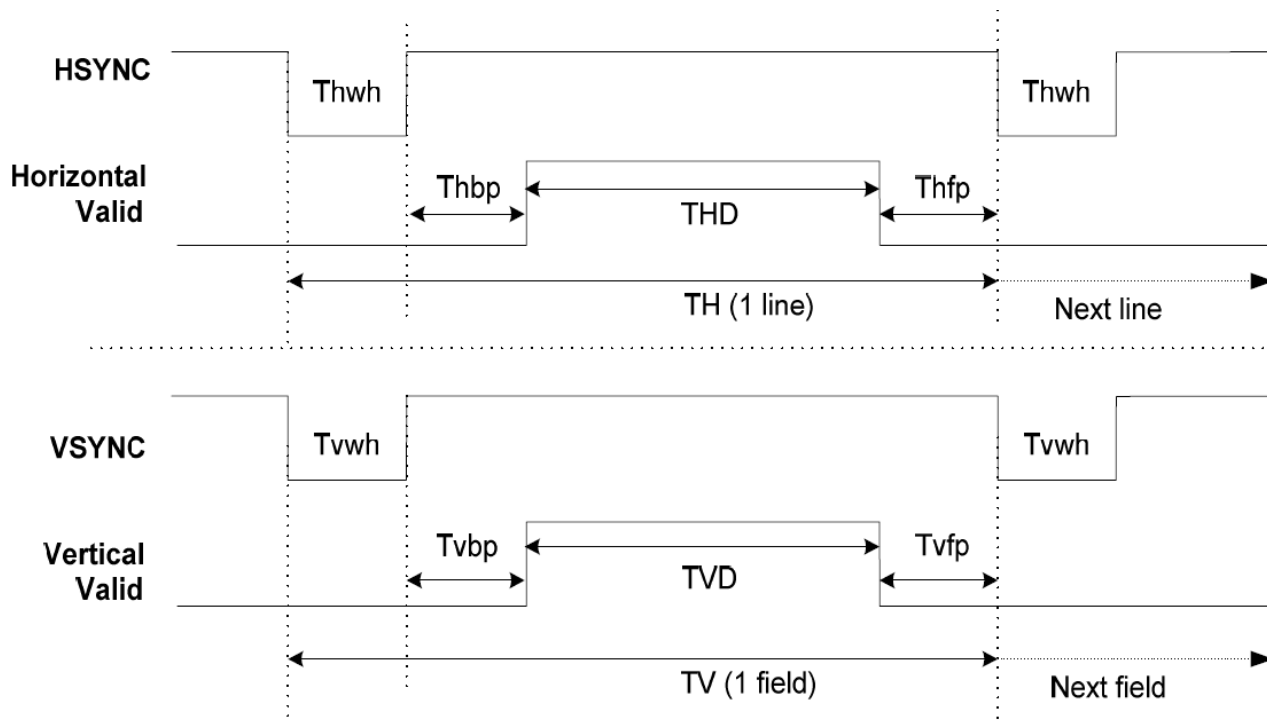 HSYNC
Thwh
Thwh
Horizontal
Valid
Thbp
THD
Thfp
TH (1 line)
Next line
VSYNC
Tvwh
Tvwh
Vertical
Valid
Tvbp
TVD
Tvfp
TV (1 field)
Next field